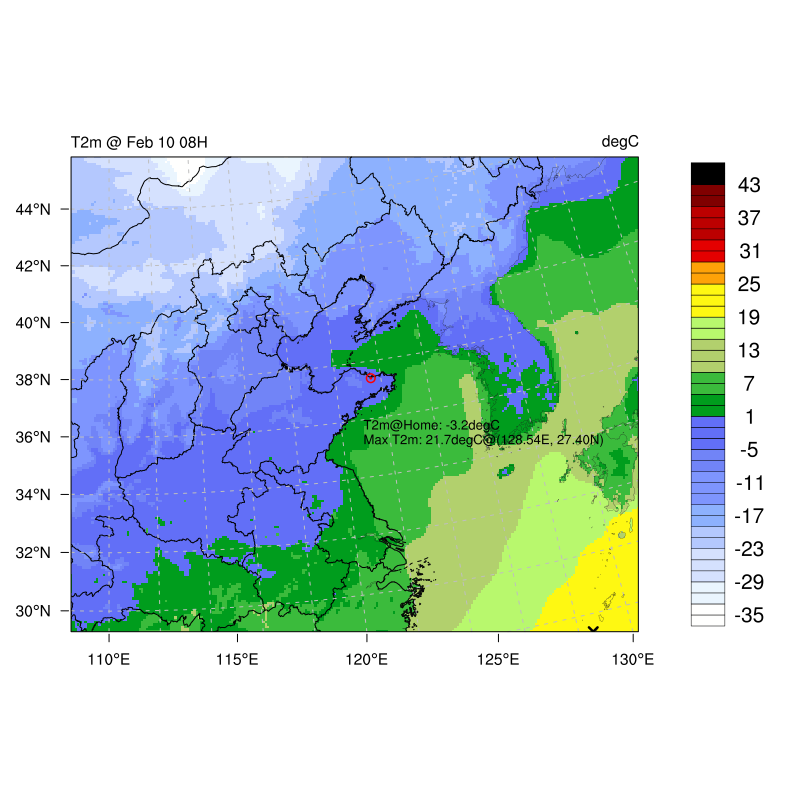 T2m @ Feb 10 08H
degC
44°N
42°N
40°N
38°N
36°N
34°N
32°N
30°N
110°E
115°E
120°E
125°E
130°E
T2m@Home: -3.2degC
Max T2m: 21.7degC@(128.54E, 27.40N)
43
37
31
25
19
13
7
1
-5
-11
-17
-23
-29
-35